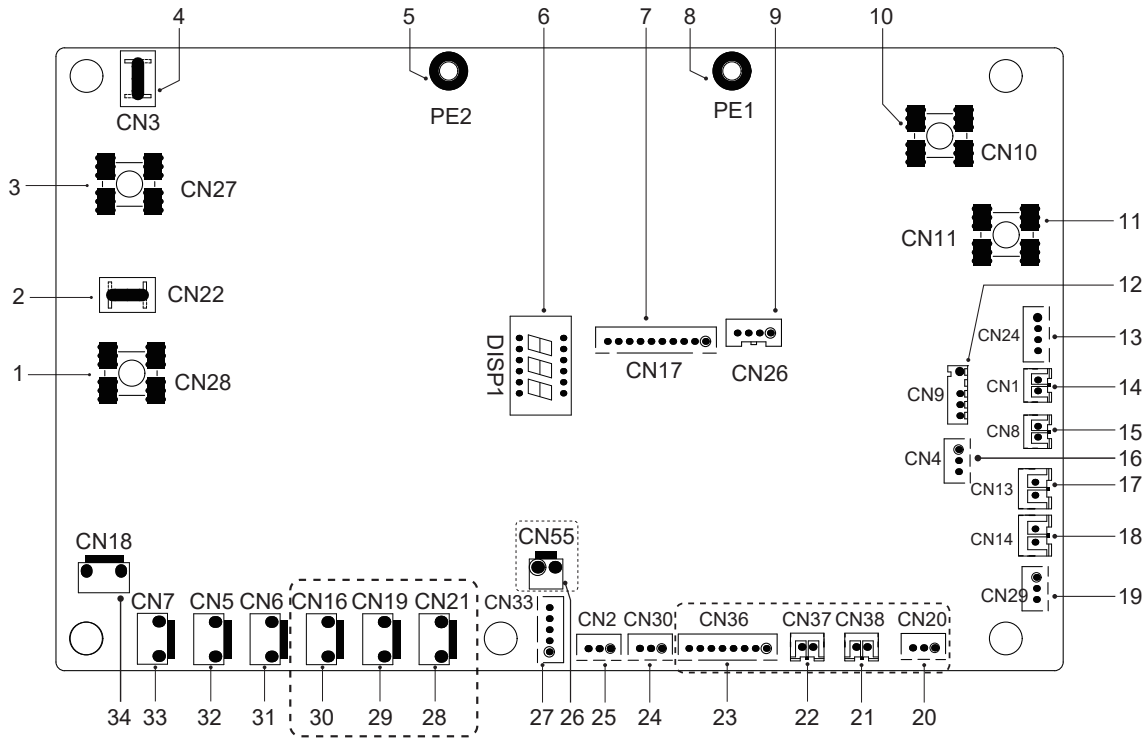 4 5 6 7 8 9 10
CN3 PE2 PE1
CN10
3 CN27
CN11 11
2 CN22
12
DISP1 CN17 CN26
CN24 13
1 CN28
CN9 CN1 14
CN8 15
CN4 16
CN13 17
CN18 CN55 CN14 18
CN7 CN5 CN6 CN16 CN19 CN21 CN33 CN2 CN30 CN36 CN37 CN38 CN20
CN29 19
34 33 32 31 30 29 28 27 26 25 24 23 22 21 20